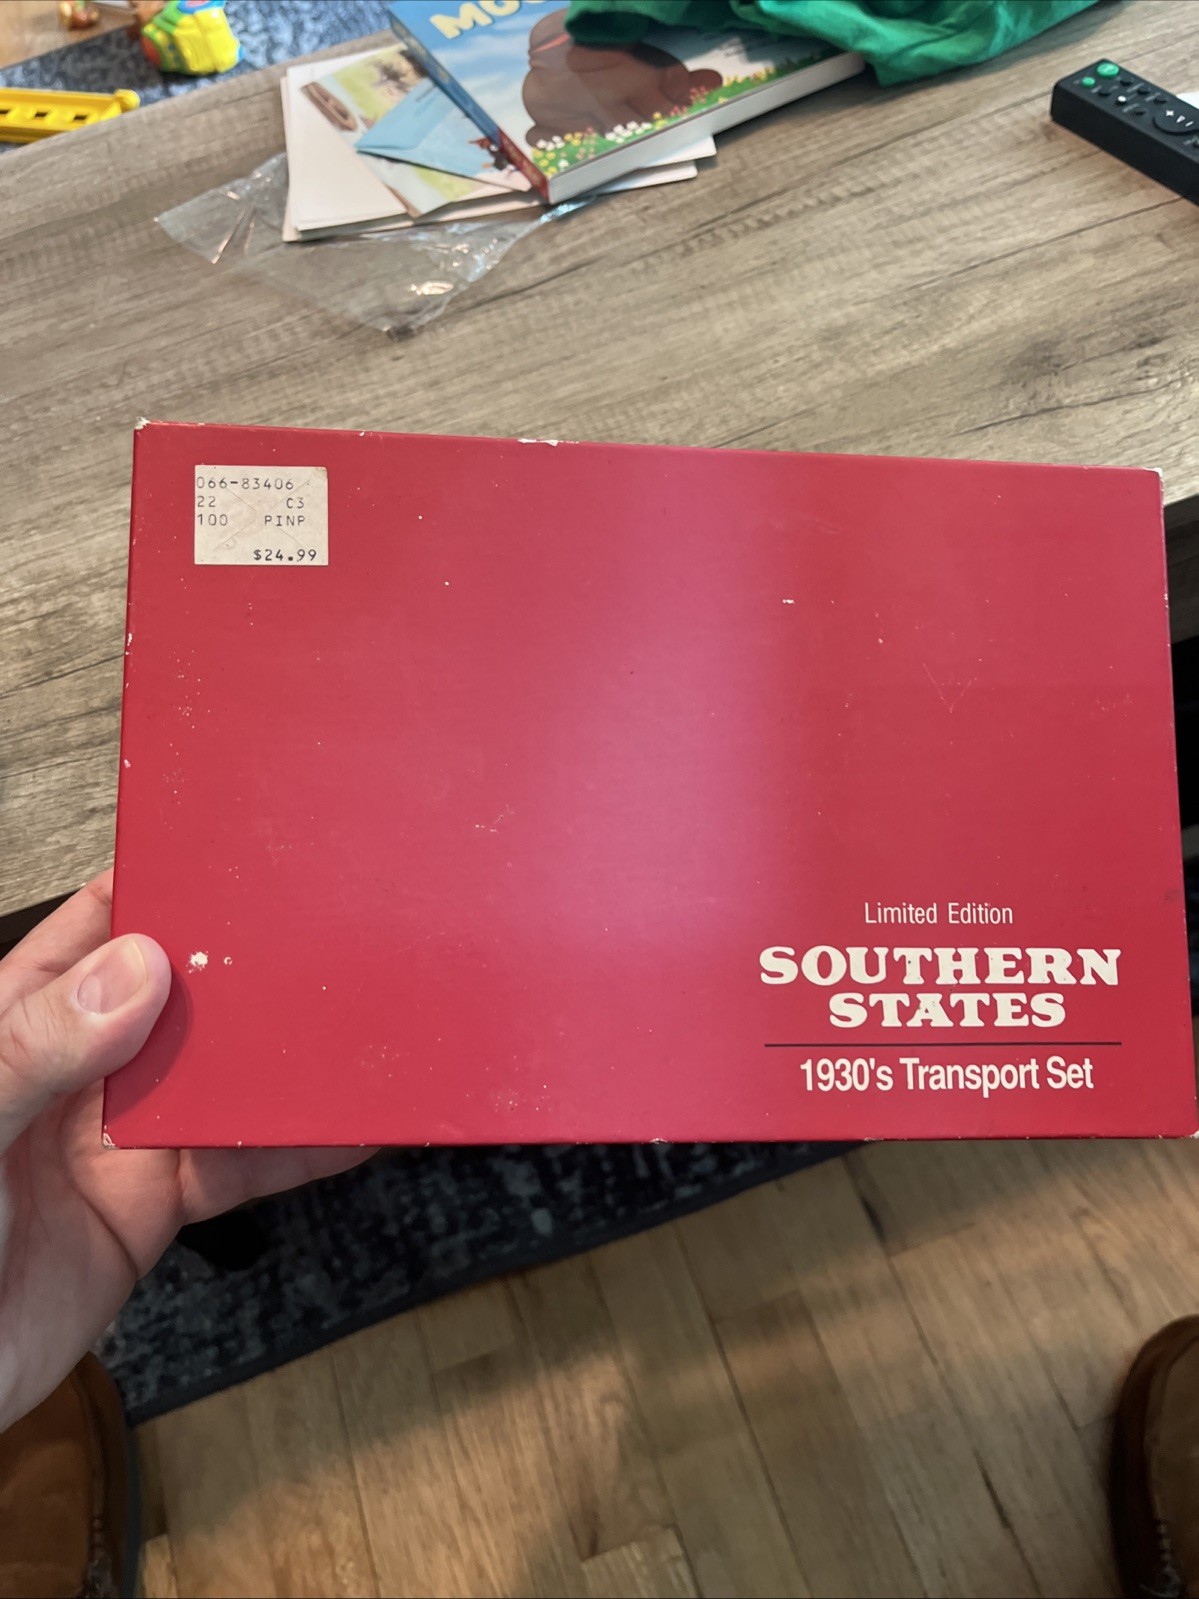 066-83406
22 C3
100 PINP
$24.99
Limited Edition
SOUTHERN
STATES
1930's Transport Set